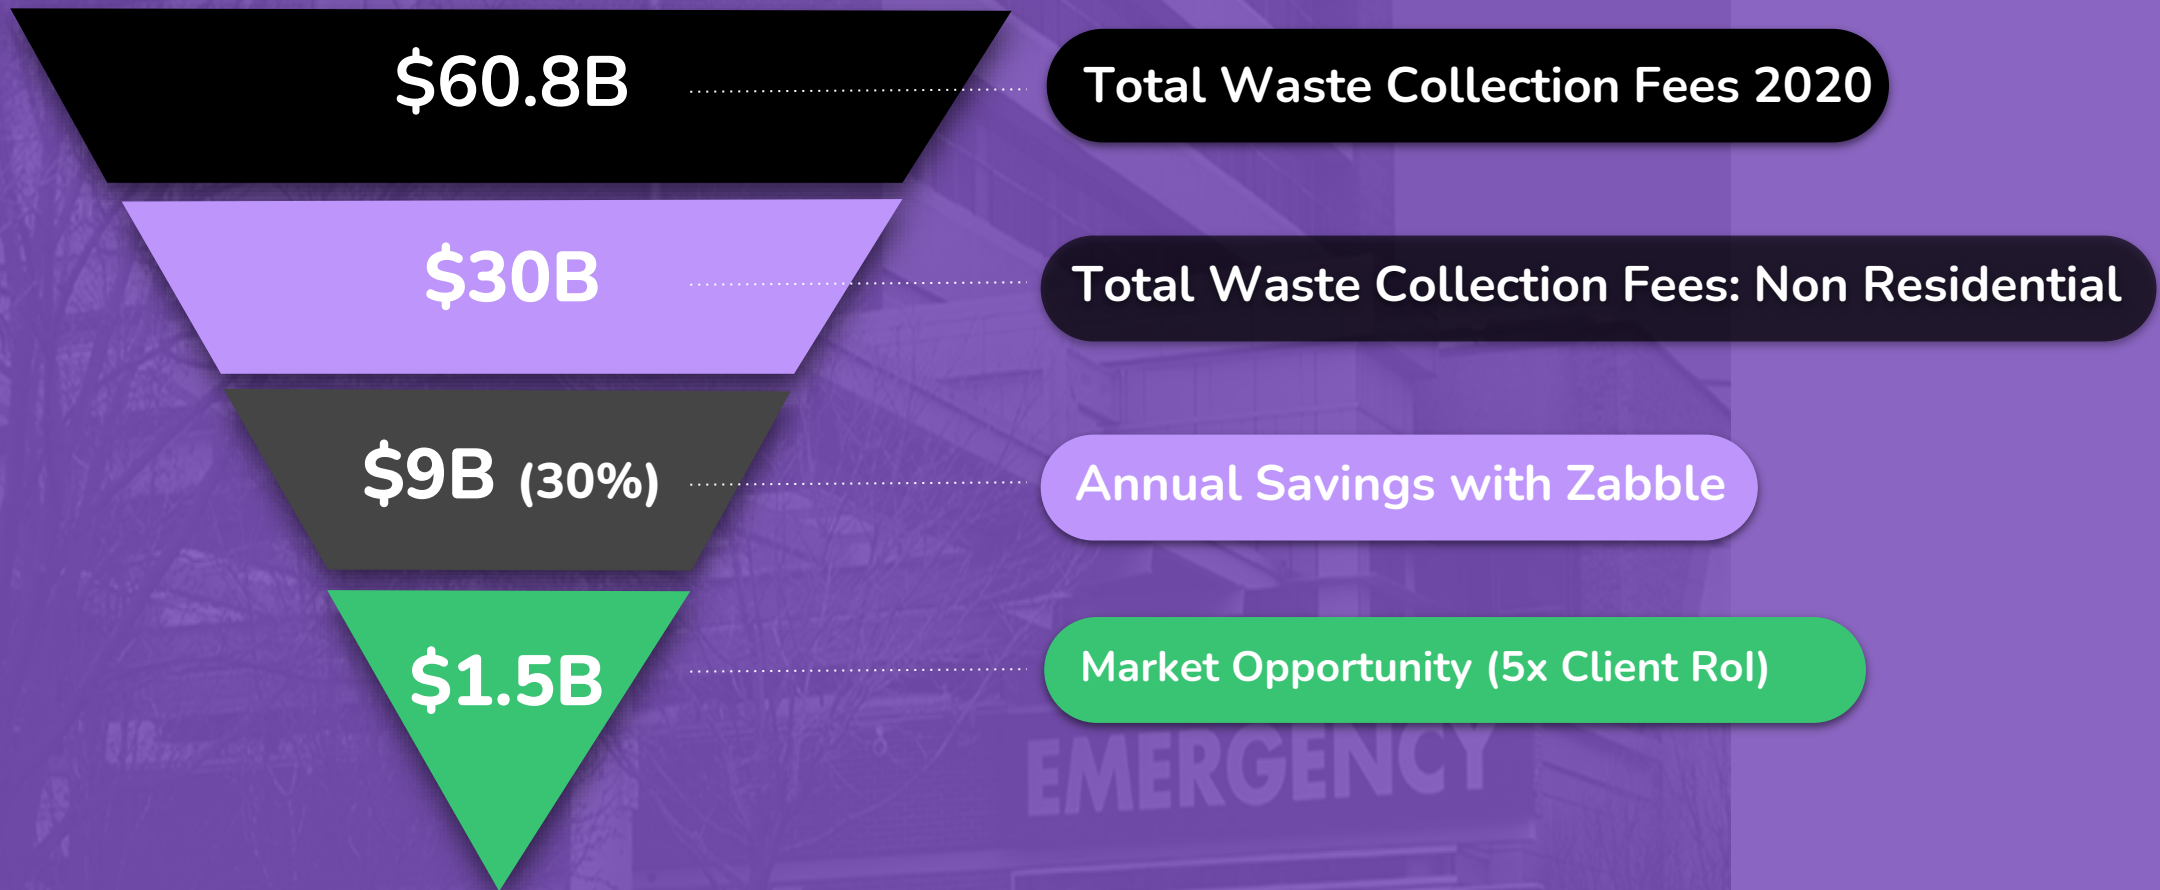 $60.8B
Total Waste Collection Fees 2020
$30B
Total Waste Collection Fees: Non Residential
$9B (30%)
Annual Savings with Zabble
$1.5B
Market Opportunity (5x Client RoI)
EMERGENCY